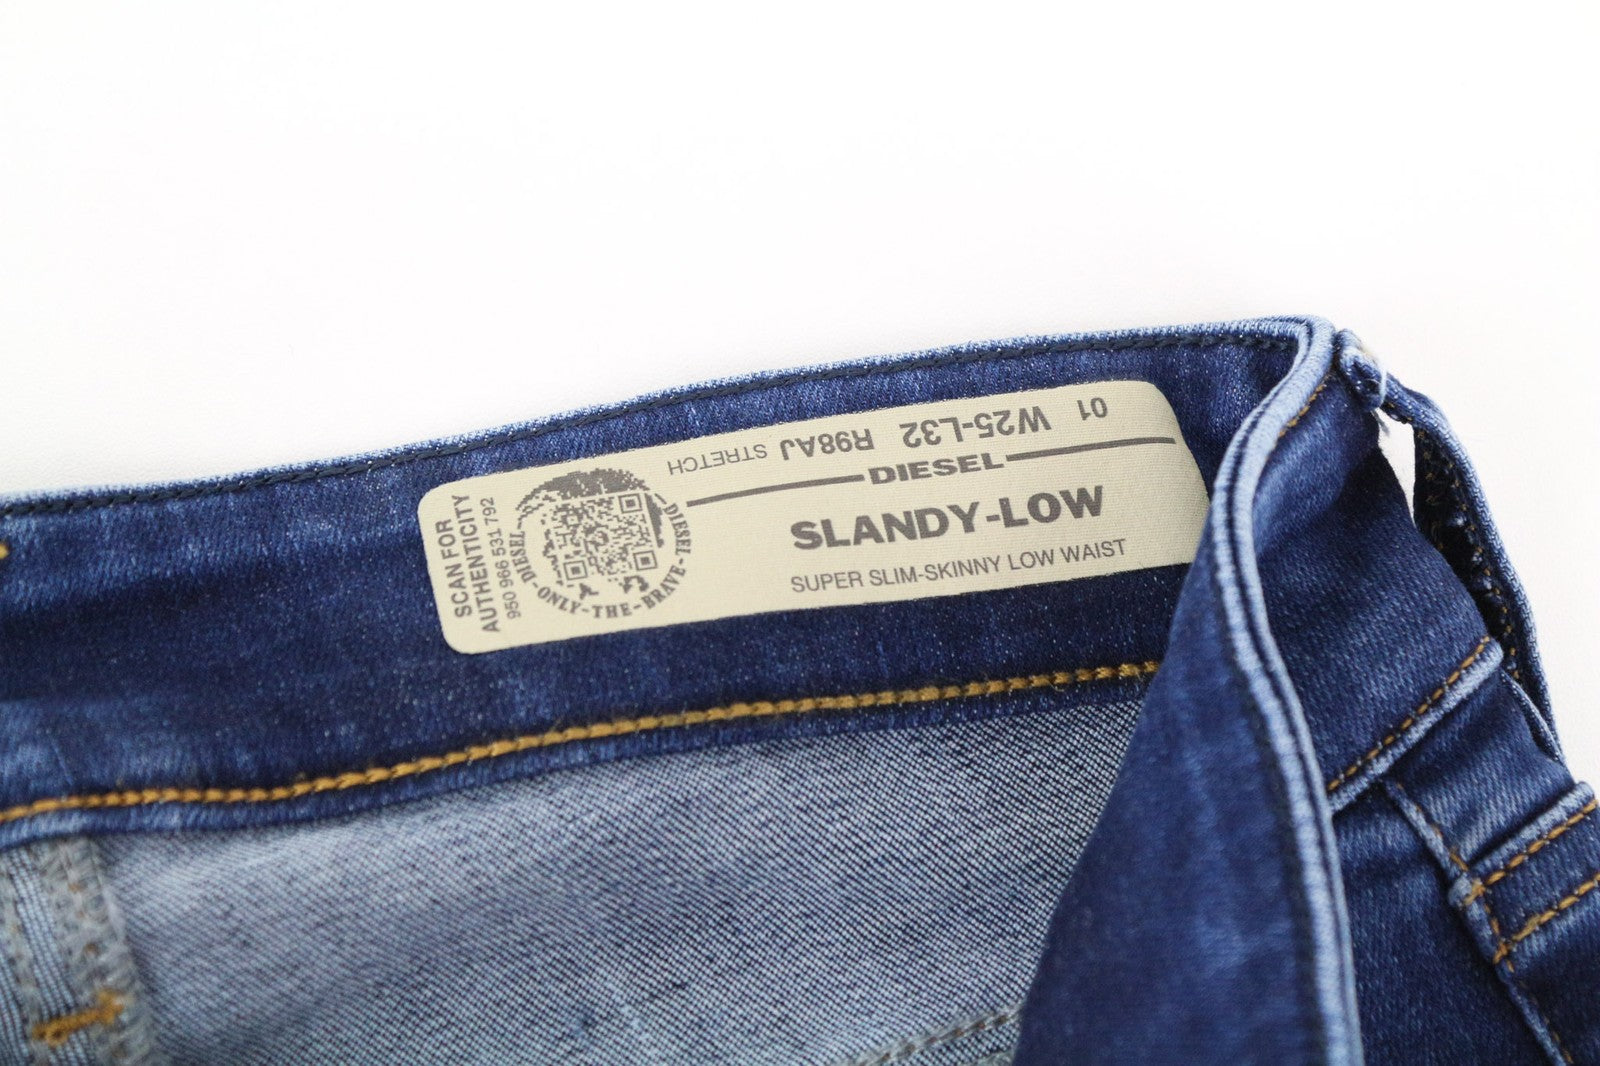 SCAN FOR
AUTHENTICITY
950 966 531 792
DIESEL-ONLY-THE-BRAVE-DIESEL
01 W25-L32 R98AJ STRETCH
DIESEL
SLANDY-LOW
SUPER SLIM-SKINNY LOW WAIST